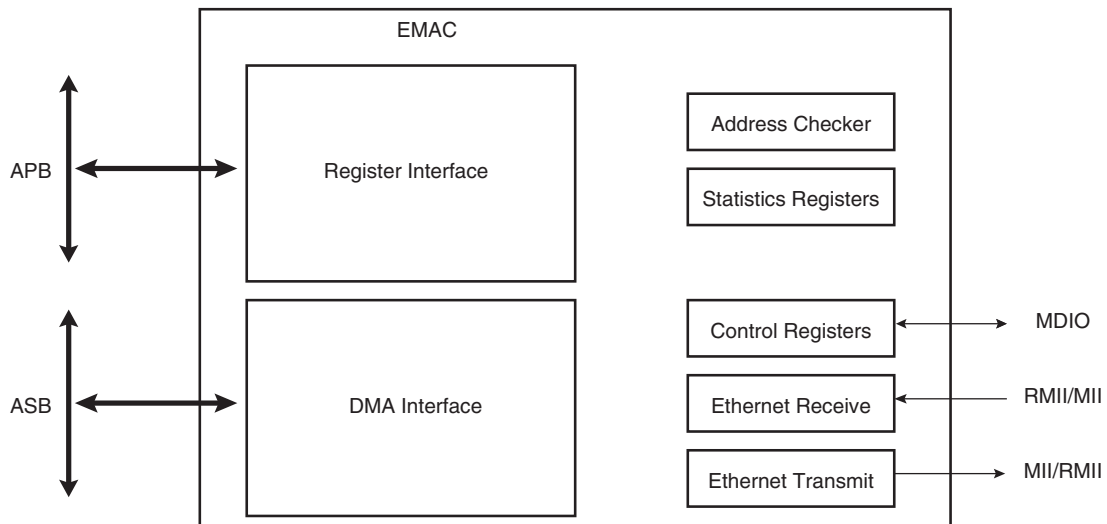 EMAC
APB
Register Interface
Address Checker
Statistics Registers
ASB
DMA Interface
Control Registers
MDIO
Ethernet Receive
RMII/MII
Ethernet Transmit
MII/RMII